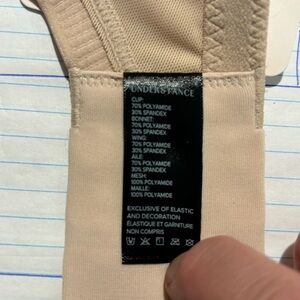 UNDERSTANCE
CUP:
70% POLYAMIDE
30% SPANDEX
BONNET:
70% POLYAMIDE
30% SPANDEX
WING:
70% POLYAMIDE
30% SPANDEX
AILE:
70% POLYAMIDE
30% SPANDEX
MESH:
100% POLYAMIDE
MAILLE:
100% POLYAMIDE
EXCLUSIVE OF ELASTIC
AND DECORATION
ÉLASTIQUE ET GARNITURE
NON COMPRIS